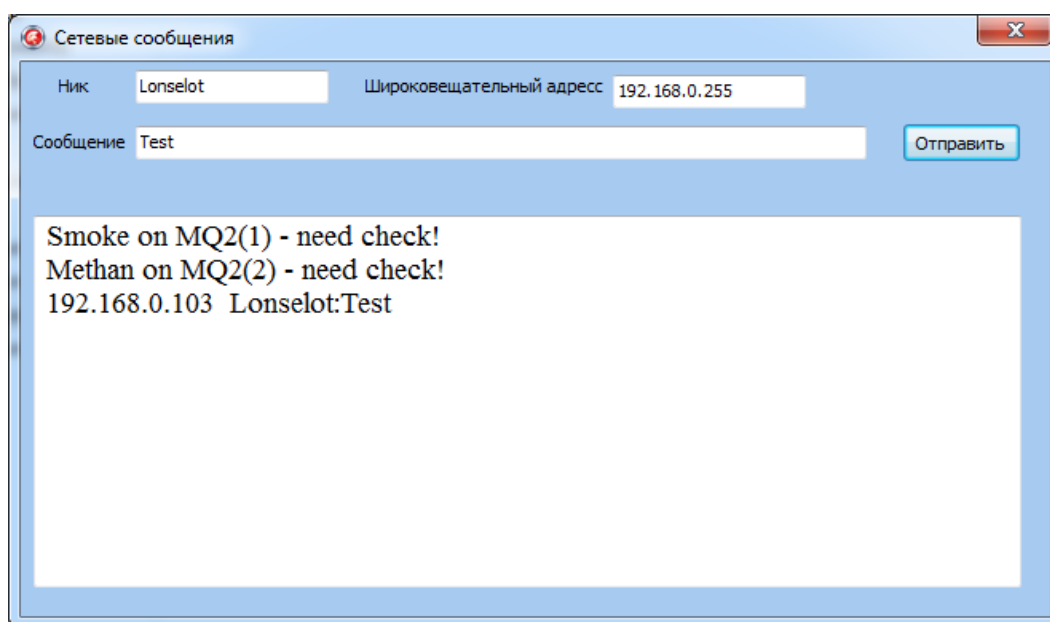 Сетевые сообщения
Ник Lonselot Широковещательный адресс 192.168.0.255
Сообщение Test Отправить
Smoke on MQ2(1) - need check!
Methan on MQ2(2) - need check!
192.168.0.103 Lonselot:Test